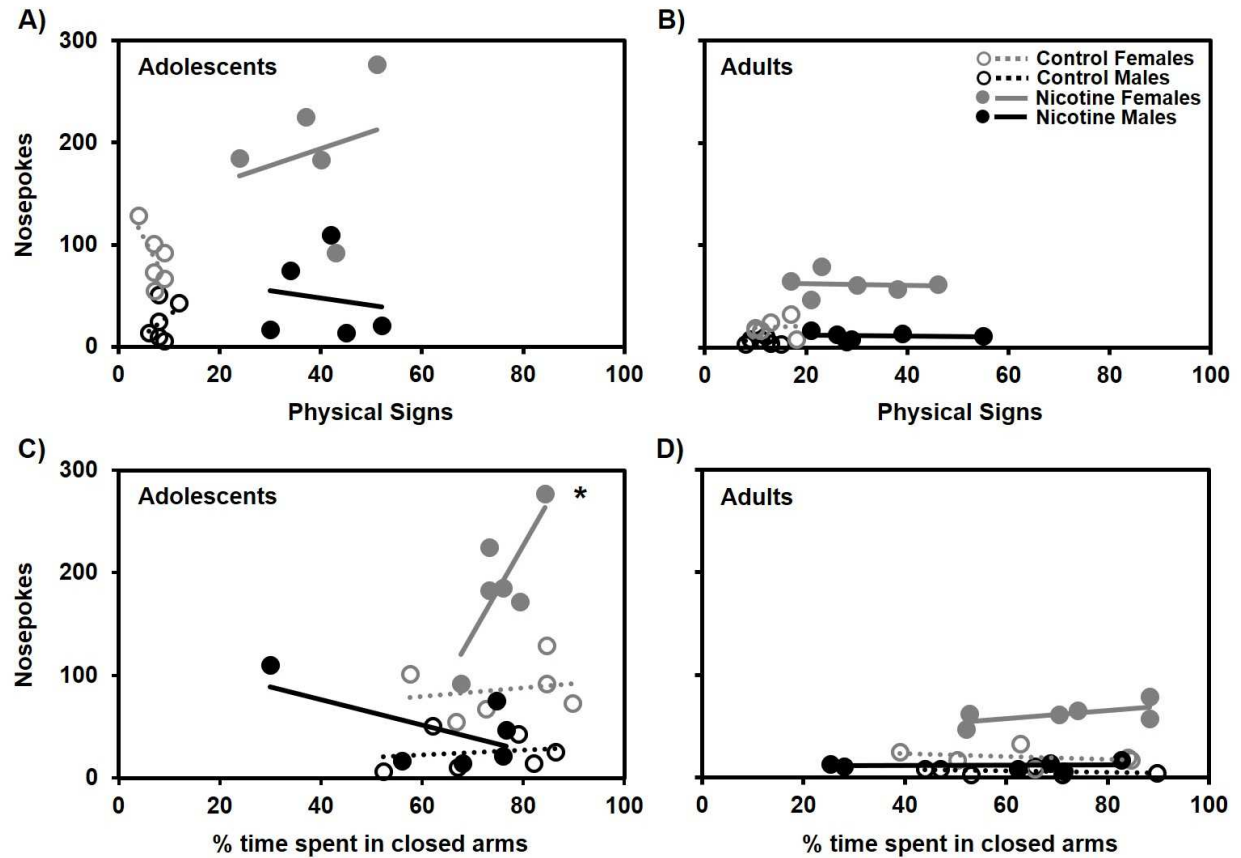 A)
B)
300
Adolescents
Adults
Control Females
Control Males
Nicotine Females
Nicotine Males
200
Nosepokes
100
0
0 20 40 60 80 100
0 20 40 60 80 100
Physical Signs
Physical Signs
C)
D)
300
Adolescents
*
Adults
200
Nosepokes
100
0
0 20 40 60 80 100
0 20 40 60 80 100
% time spent in closed arms
% time spent in closed arms